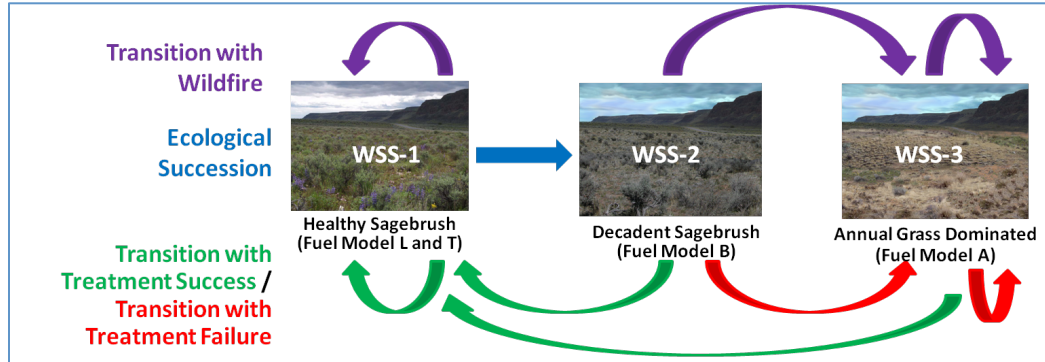 Transition with
Wildfire
Ecological
Succession
WSS-1
WSS-2
WSS-3
Healthy Sagebrush
(Fuel Model L and T)
Decadent Sagebrush
(Fuel Model B)
Annual Grass Dominated
(Fuel Model A)
Transition with
Treatment Success /
Transition with
Treatment Failure